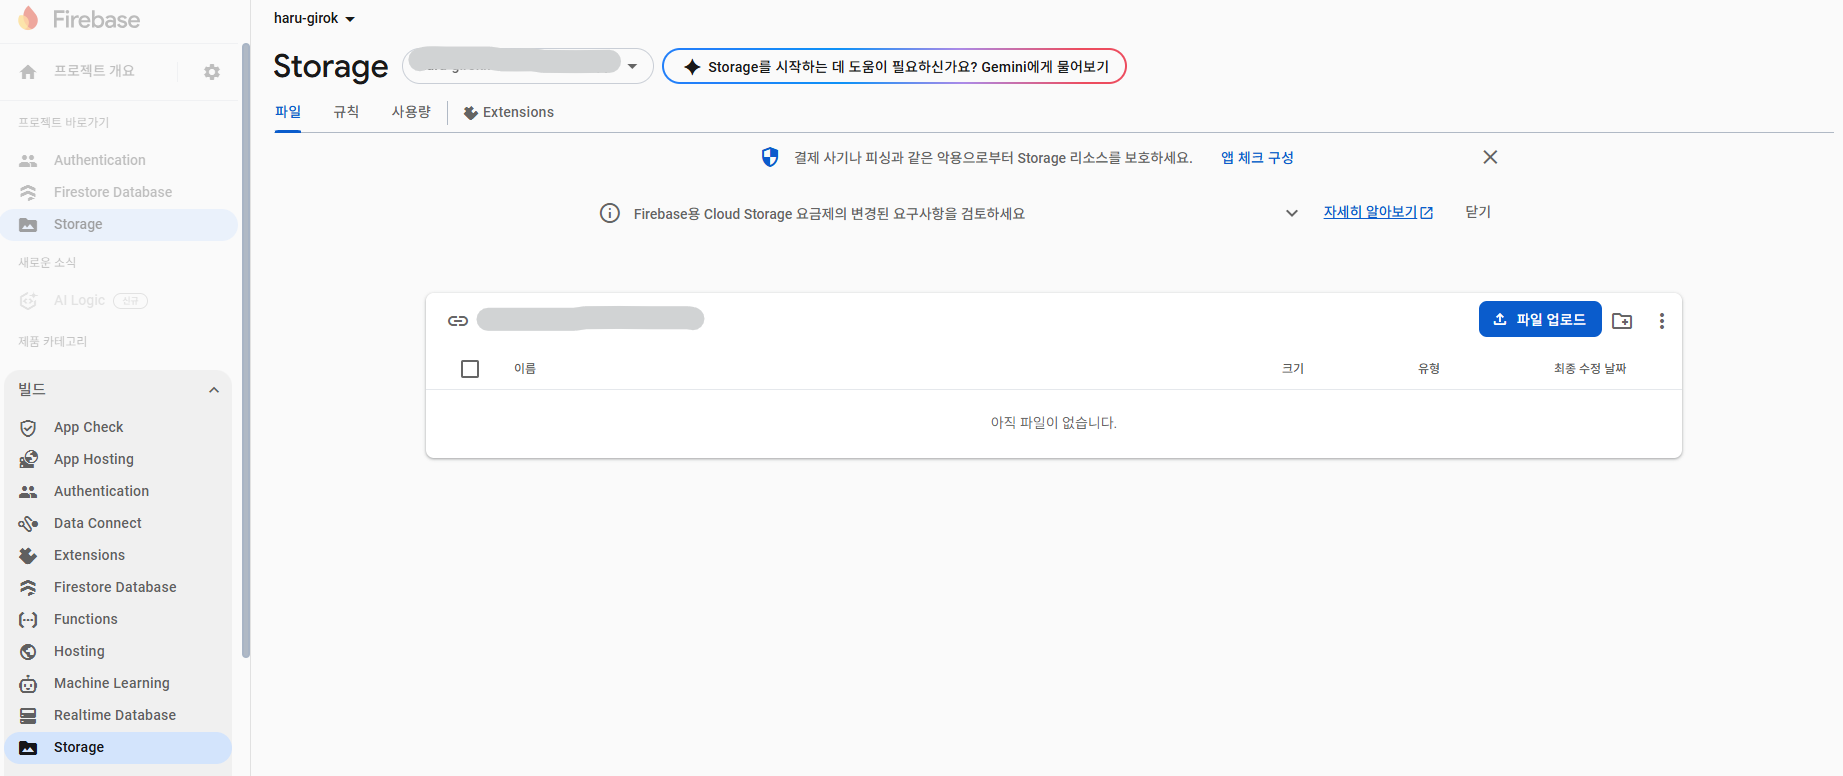 Firebase
프로젝트 개요
프로젝트 바로가기
Authentication
Firestore Database
Storage
새로운 소식
AI Logic 신규
제품 카테고리
빌드
App Check
App Hosting
Authentication
Data Connect
Extensions
Firestore Database
Functions
Hosting
Machine Learning
Realtime Database
Storage
haru-girok
Storage
Storage를 시작하는 데 도움이 필요하신가요? Gemini에게 물어보기
파일 규칙 사용량 Extensions
결제 사기나 피싱과 같은 악용으로부터 Storage 리소스를 보호하세요. 앱 체크 구성
Firebase용 Cloud Storage 요금제의 변경된 요구사항을 검토하세요 자세히 알아보기 닫기
파일 업로드
이름 크기 유형 최종 수정 날짜
아직 파일이 없습니다.